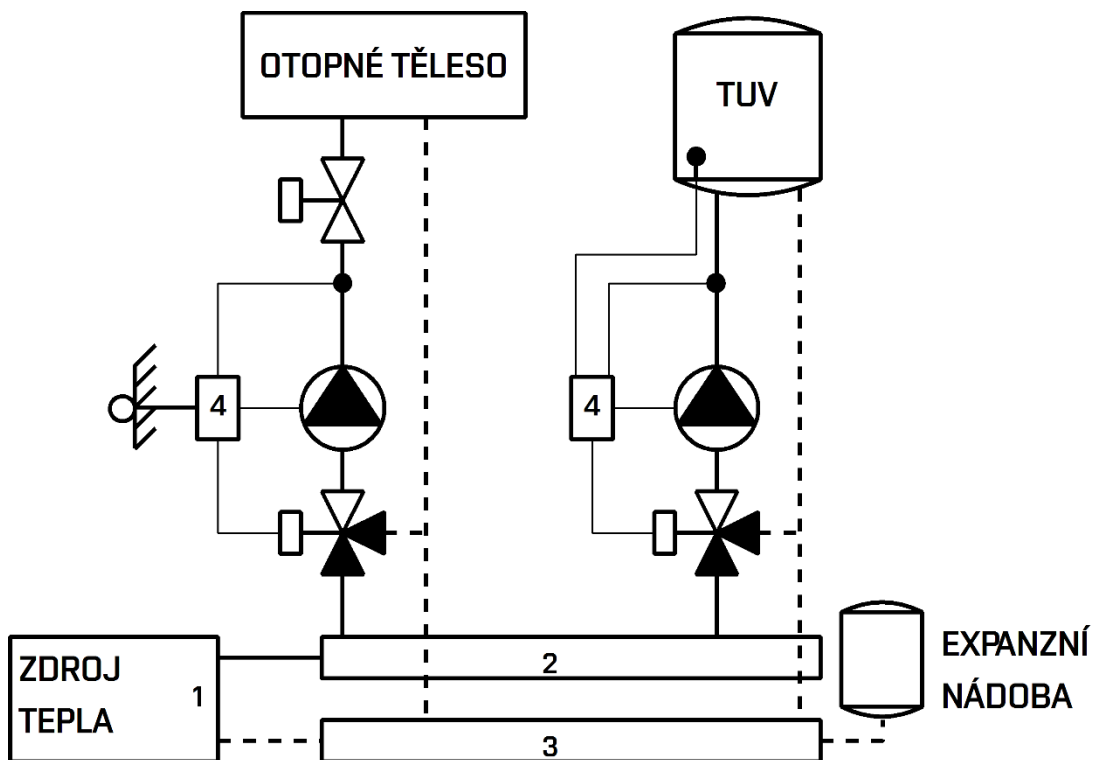 OTOPNÉ TĚLESO
TUV
4
4
ZDROJ
TEPLA
1
2
3
EXPANZNÍ
NÁDOBA